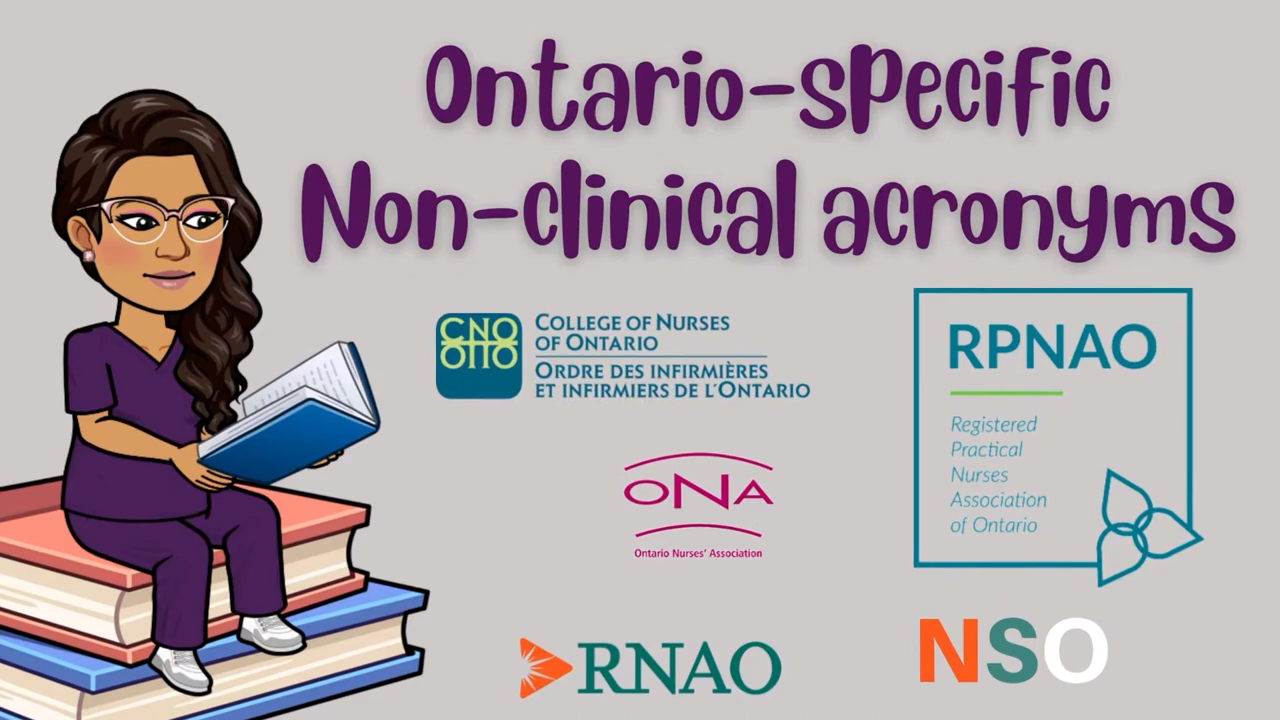 Ontario-specific
Non-clinical acronyms
CNO
OIIO
COLLEGE OF NURSES
OF ONTARIO
ORDRE DES INFIRMIÈRES
ET INFIRMIERS DE L'ONTARIO
RPNAO
Registered
Practical
Nurses
Association
of Ontario
ONA
Ontario Nurses' Association
RNAO
NSO